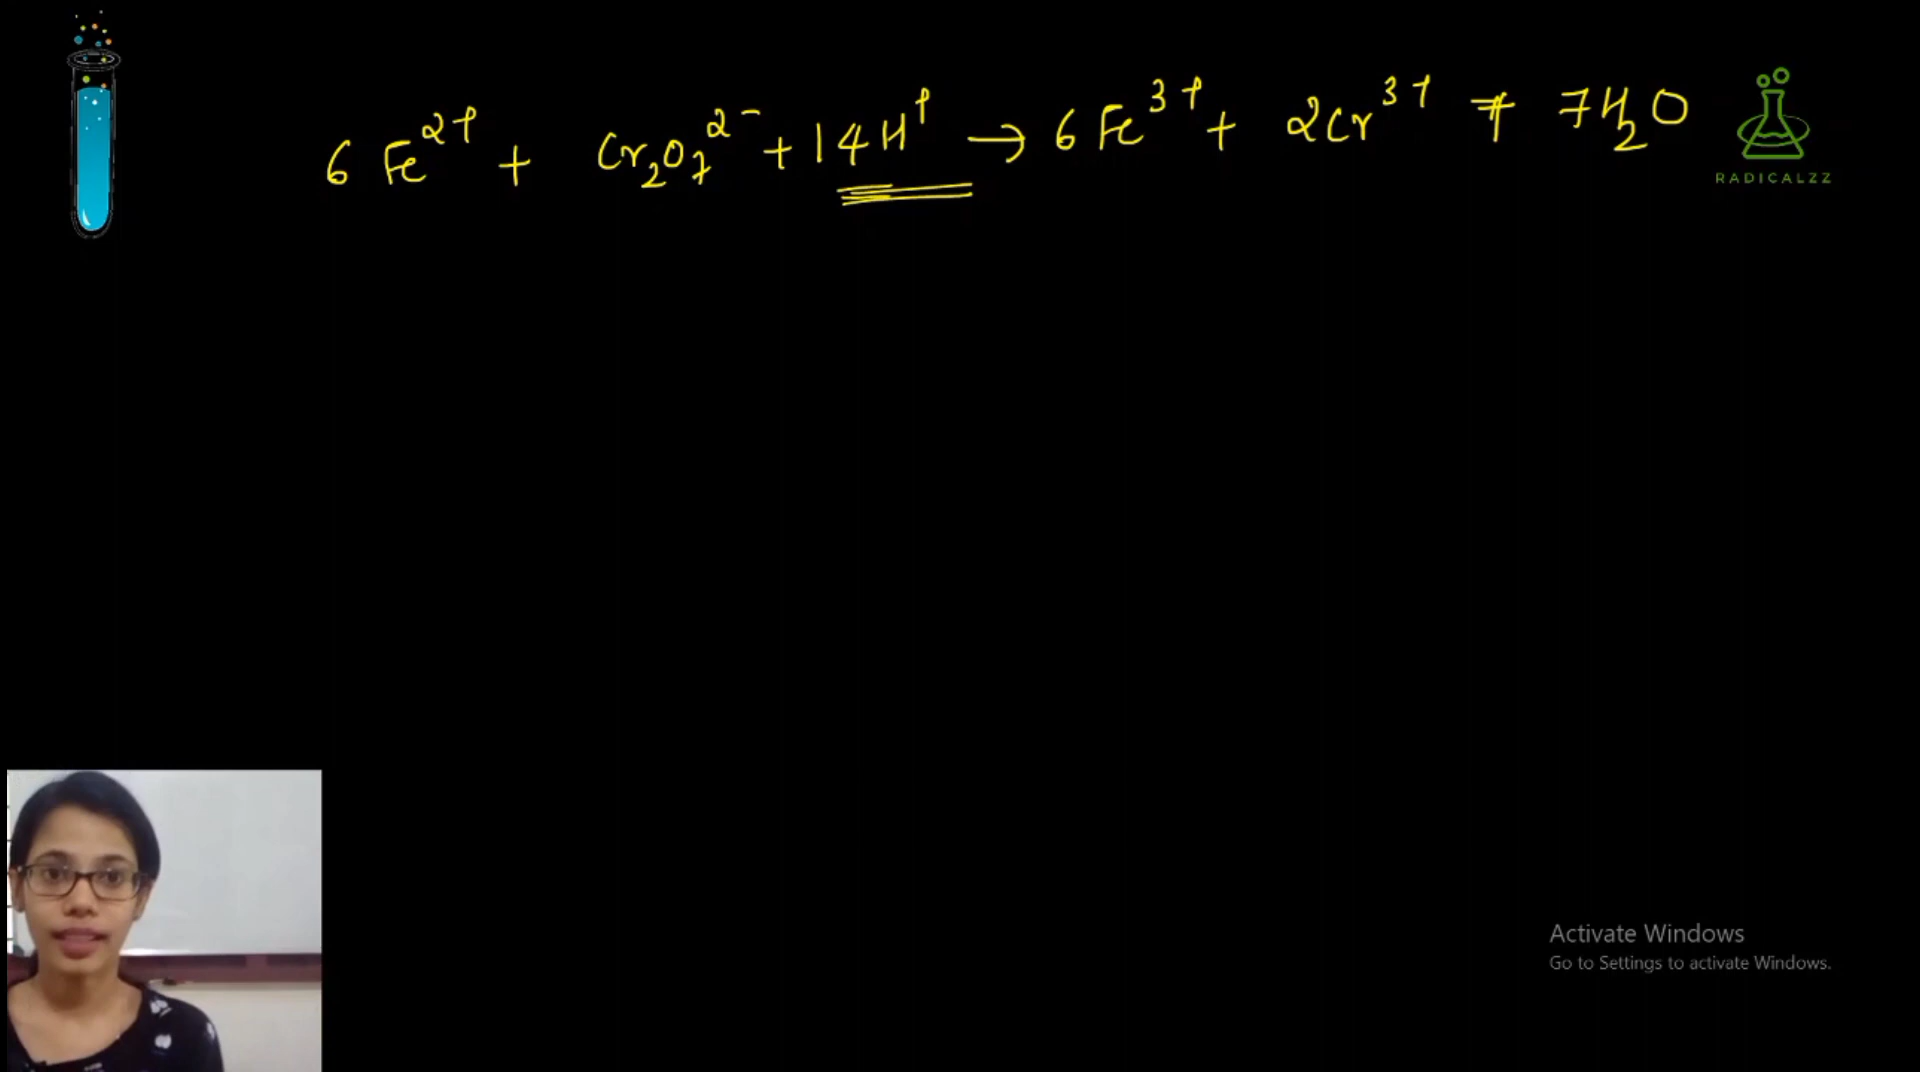 6 Fe²⁺ + Cr₂O₇²⁻ + 14H⁺ → 6 Fe³⁺ + 2Cr³⁺ + 7H₂O
RADICALZZ
Activate Windows
Go to Settings to activate Windows.